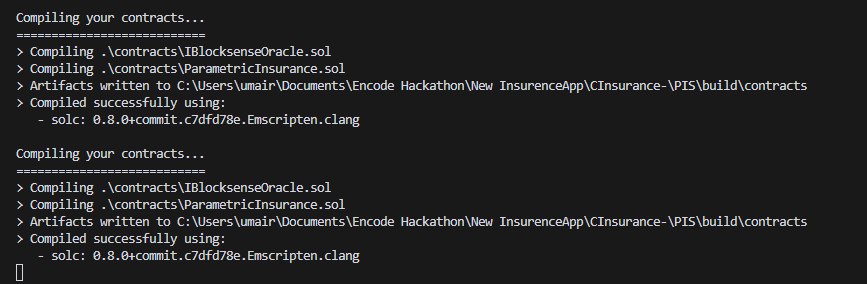 Compiling your contracts...
===========================
> Compiling .\contracts\IBlocksenseOracle.sol
> Compiling .\contracts\ParametricInsurance.sol
> Artifacts written to C:\Users\umair\Documents\Encode Hackathon\New InsurenceApp\CInsurance-\PIS\build\contracts
> Compiled successfully using:
   - solc: 0.8.0+commit.c7dfd78e.Emscripten.clang

Compiling your contracts...
===========================
> Compiling .\contracts\IBlocksenseOracle.sol
> Compiling .\contracts\ParametricInsurance.sol
> Artifacts written to C:\Users\umair\Documents\Encode Hackathon\New InsurenceApp\CInsurance-\PIS\build\contracts
> Compiled successfully using:
   - solc: 0.8.0+commit.c7dfd78e.Emscripten.clang